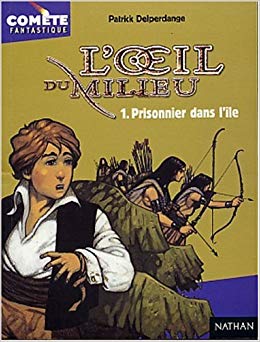 COMÈTE
FANTASTIQUE
Patrick Delperdange
L'ŒIL
DU MILIEU
1. Prisonnier dans l'île
NATHAN